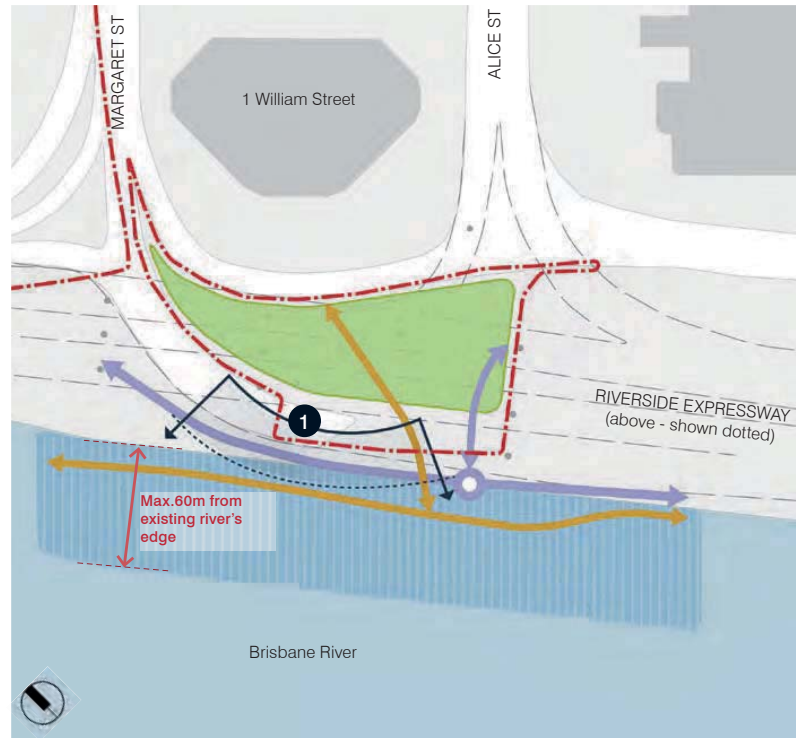 MARGARET ST
ALICE ST
1 William Street
RIVERSIDE EXPRESSWAY
(above - shown dotted)
1
Max.60m from
existing river's
edge
Brisbane River